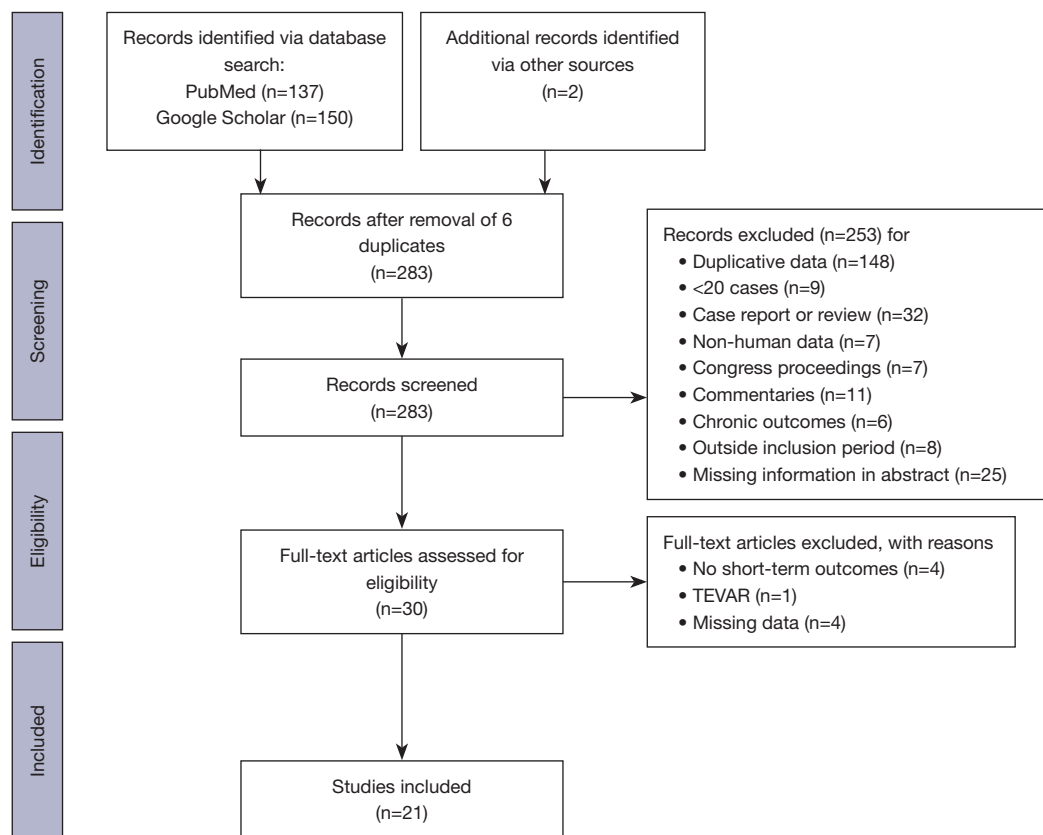 Identification
Records identified via database
search:
PubMed (n=137)
Google Scholar (n=150)
Additional records identified
via other sources
(n=2)
Records after removal of 6
duplicates
(n=283)
Screening
Records screened
(n=283)
Records excluded (n=253) for
• Duplicative data (n=148)
• <20 cases (n=9)
• Case report or review (n=32)
• Non-human data (n=7)
• Congress proceedings (n=7)
• Commentaries (n=11)
• Chronic outcomes (n=6)
• Outside inclusion period (n=8)
• Missing information in abstract (n=25)
Eligibility
Full-text articles assessed for
eligibility
(n=30)
Full-text articles excluded, with reasons
• No short-term outcomes (n=4)
• TEVAR (n=1)
• Missing data (n=4)
Included
Studies included
(n=21)